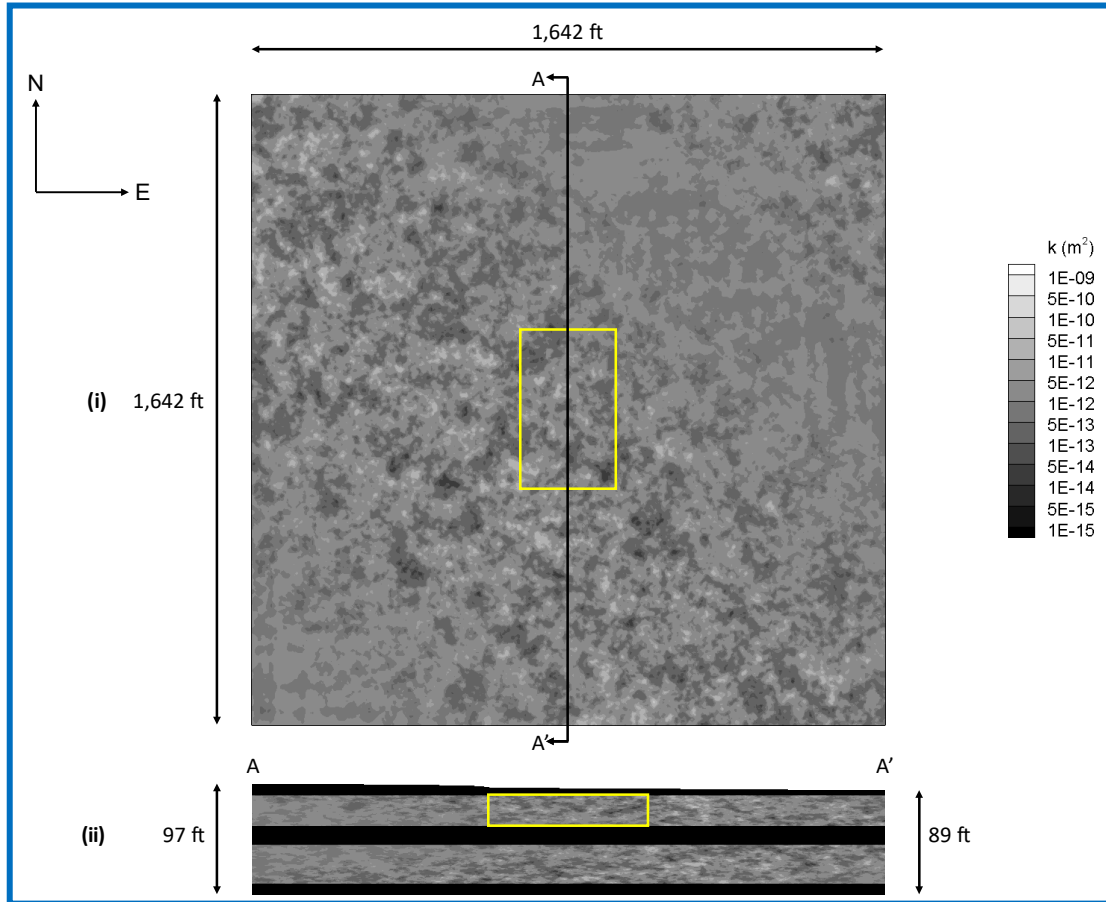 1,642 ft
N
A
E
k (m²)
1E-09
5E-10
1E-10
5E-11
1E-11
5E-12
1E-12
5E-13
1E-13
5E-14
1E-14
5E-15
1E-15
(i) 1,642 ft
A'
A A'
(ii) 97 ft 89 ft